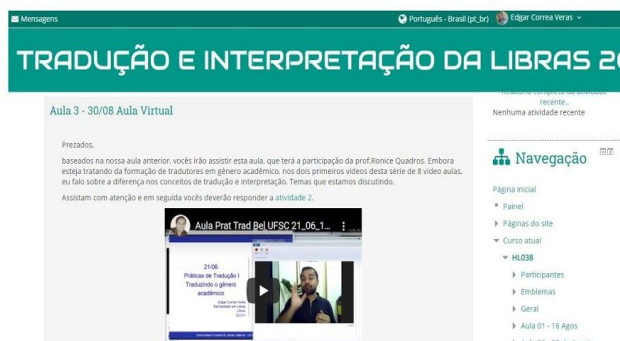 Mensagens
Português - Brasil (pt_br)
Edgar Correa Veras
TRADUÇÃO E INTERPRETAÇÃO DA LIBRAS 2
Aula 3 - 30/08 Aula Virtual
Prezados,
baseados na nossa aula anterior, vocês irão assistir esta aula, que terá a participação da prof.Ronice Quadros. Embora
esteja tratando da formação de tradutores em gênero acadêmico, nos dois primeiros vídeos desta série de 8 vídeo aulas,
eu falo sobre a diferença nos conceitos de tradução e interpretação. Temas que estamos discutindo.
Assistam com atenção e em seguida vocês deverão responder a atividade 2.
Aula Prat Trad Bel UFSC 21_06_1...
21/06
Práticas de Tradução I
Traduzindo o gênero
acadêmico
Relatório completo da atividade
recente..
Nenhuma atividade recente
Navegação
Página inicial
Painel
Páginas do site
Curso atual
HL038
Participantes
Emblemas
Geral
Aula 01 - 16 Agos